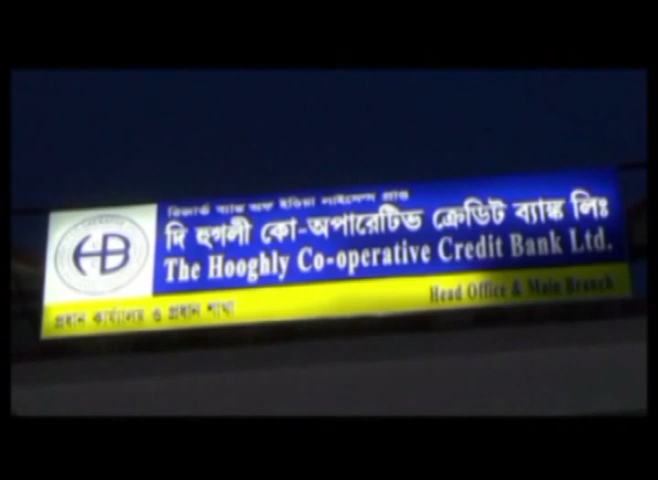 রিজার্ভ ব্যাঙ্ক অফ ইন্ডিয়া লাইসেন্স প্রাপ্ত
দি হুগলী কো-অপারেটিভ ক্রেডিট ব্যাঙ্ক লিঃ
The Hooghly Co-operative Credit Bank Ltd.
HB
প্রধান কার্য্যালয় ও প্রধান শাখা
Head Office & Main Branch